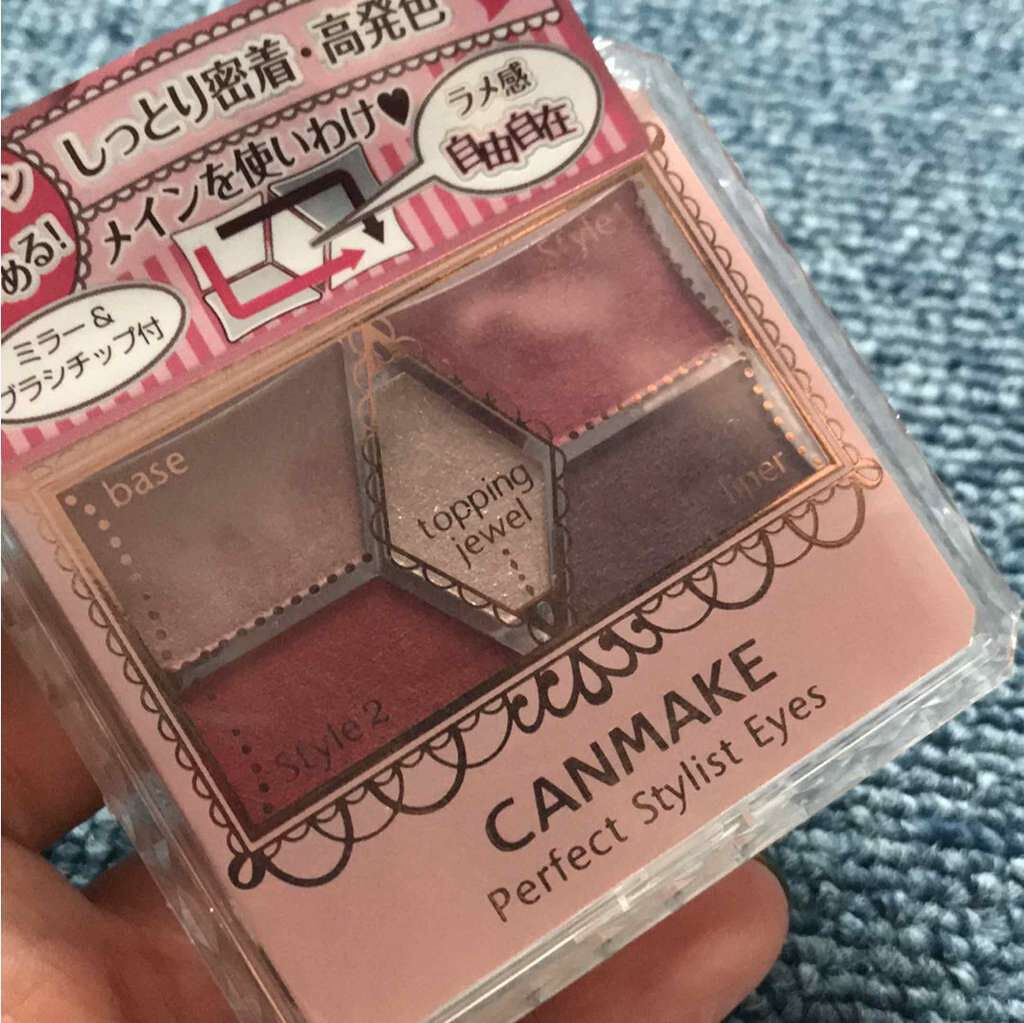 しっとり密着・高発色
メインを使いわけ♥
ラメ感
自由自在
ン
める!
ミラー &
ブラシチップ付
Style
base
topping
jewel
liner
Style2
CANMAKE
Perfect Stylist Eyes